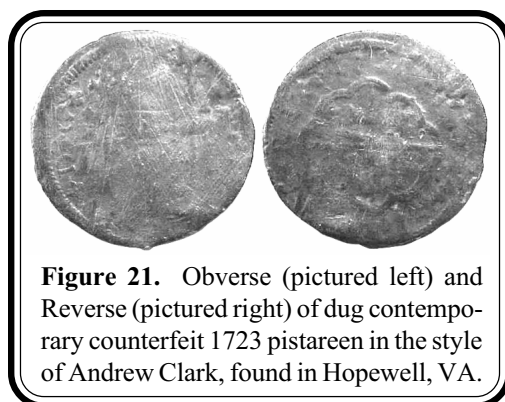 Figure 21. Obverse (pictured left) and
Reverse (pictured right) of dug contempo-
rary counterfeit 1723 pistareen in the style
of Andrew Clark, found in Hopewell, VA.